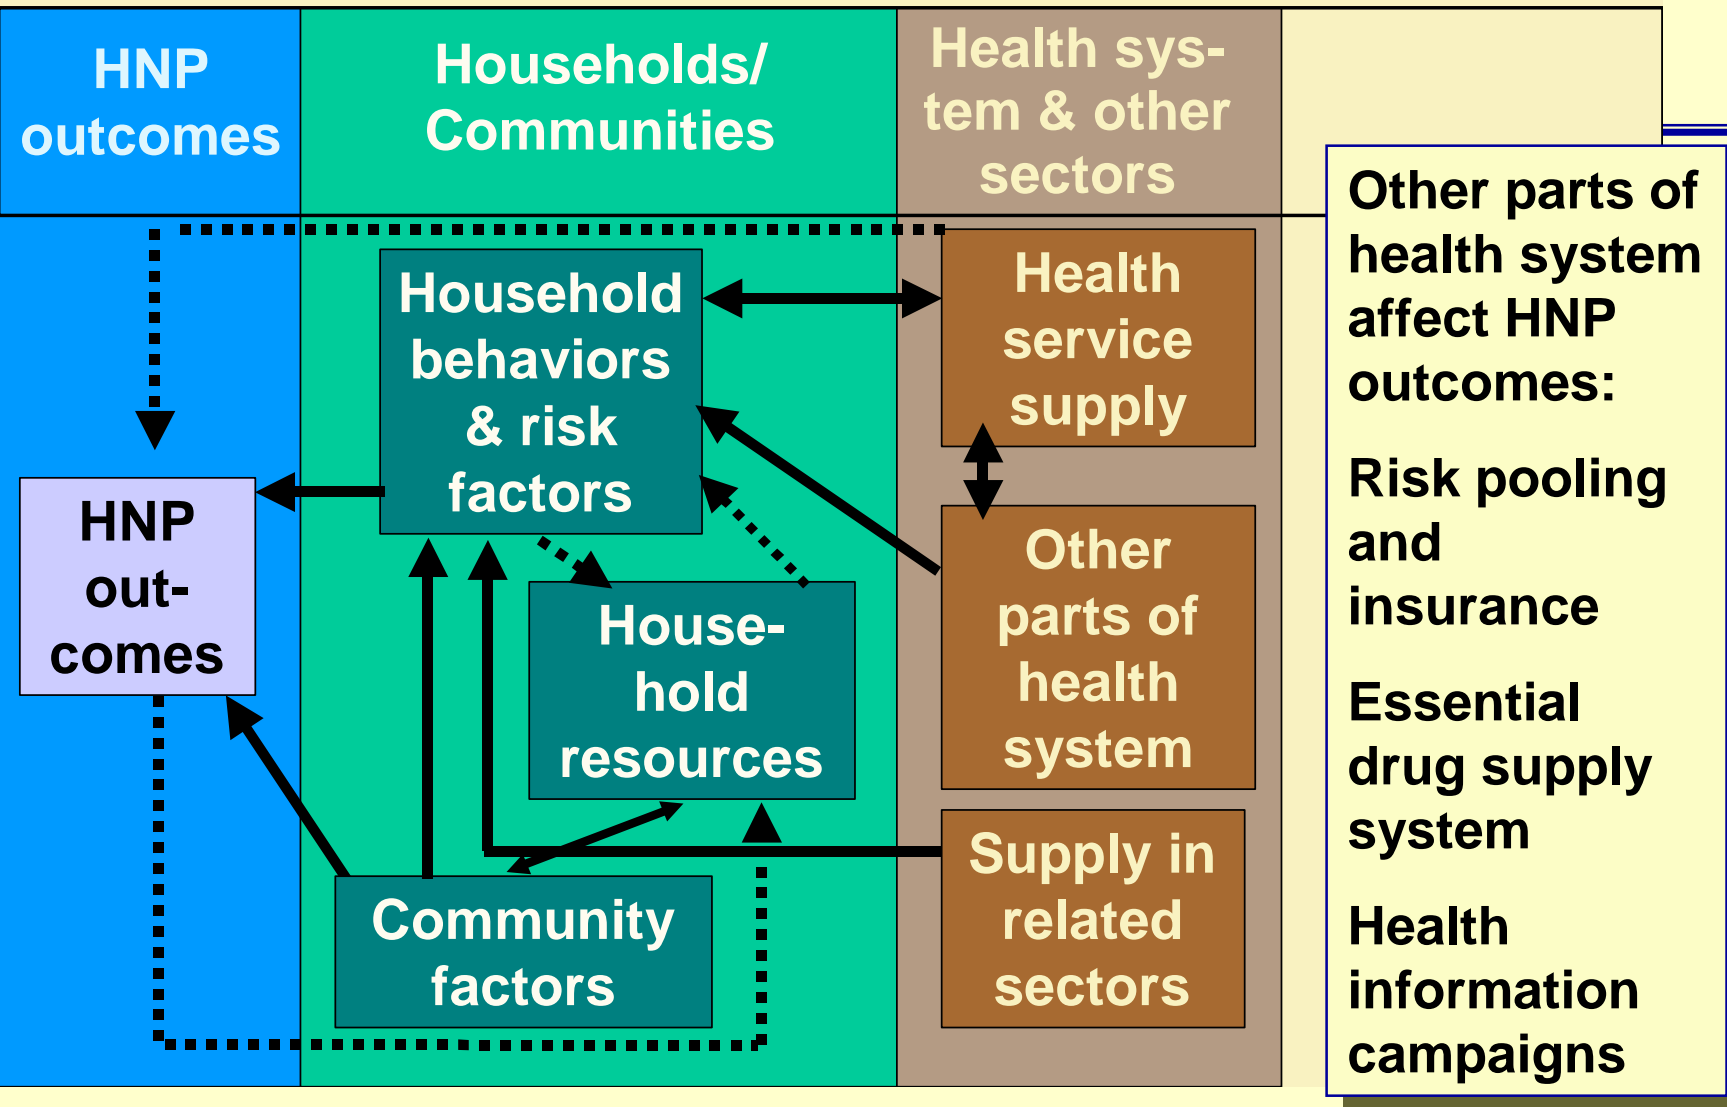 HNP
outcomes
Households/
Communities
Health sys-
tem & other
sectors
Household
behaviors
& risk
factors
Health
service
supply
HNP
out-
comes
House-
hold
resources
Other
parts of
health
system
Community
factors
Supply in
related
sectors
Other parts of
health system
affect HNP
outcomes:
Risk pooling
and
insurance
Essential
drug supply
system
Health
information
campaigns